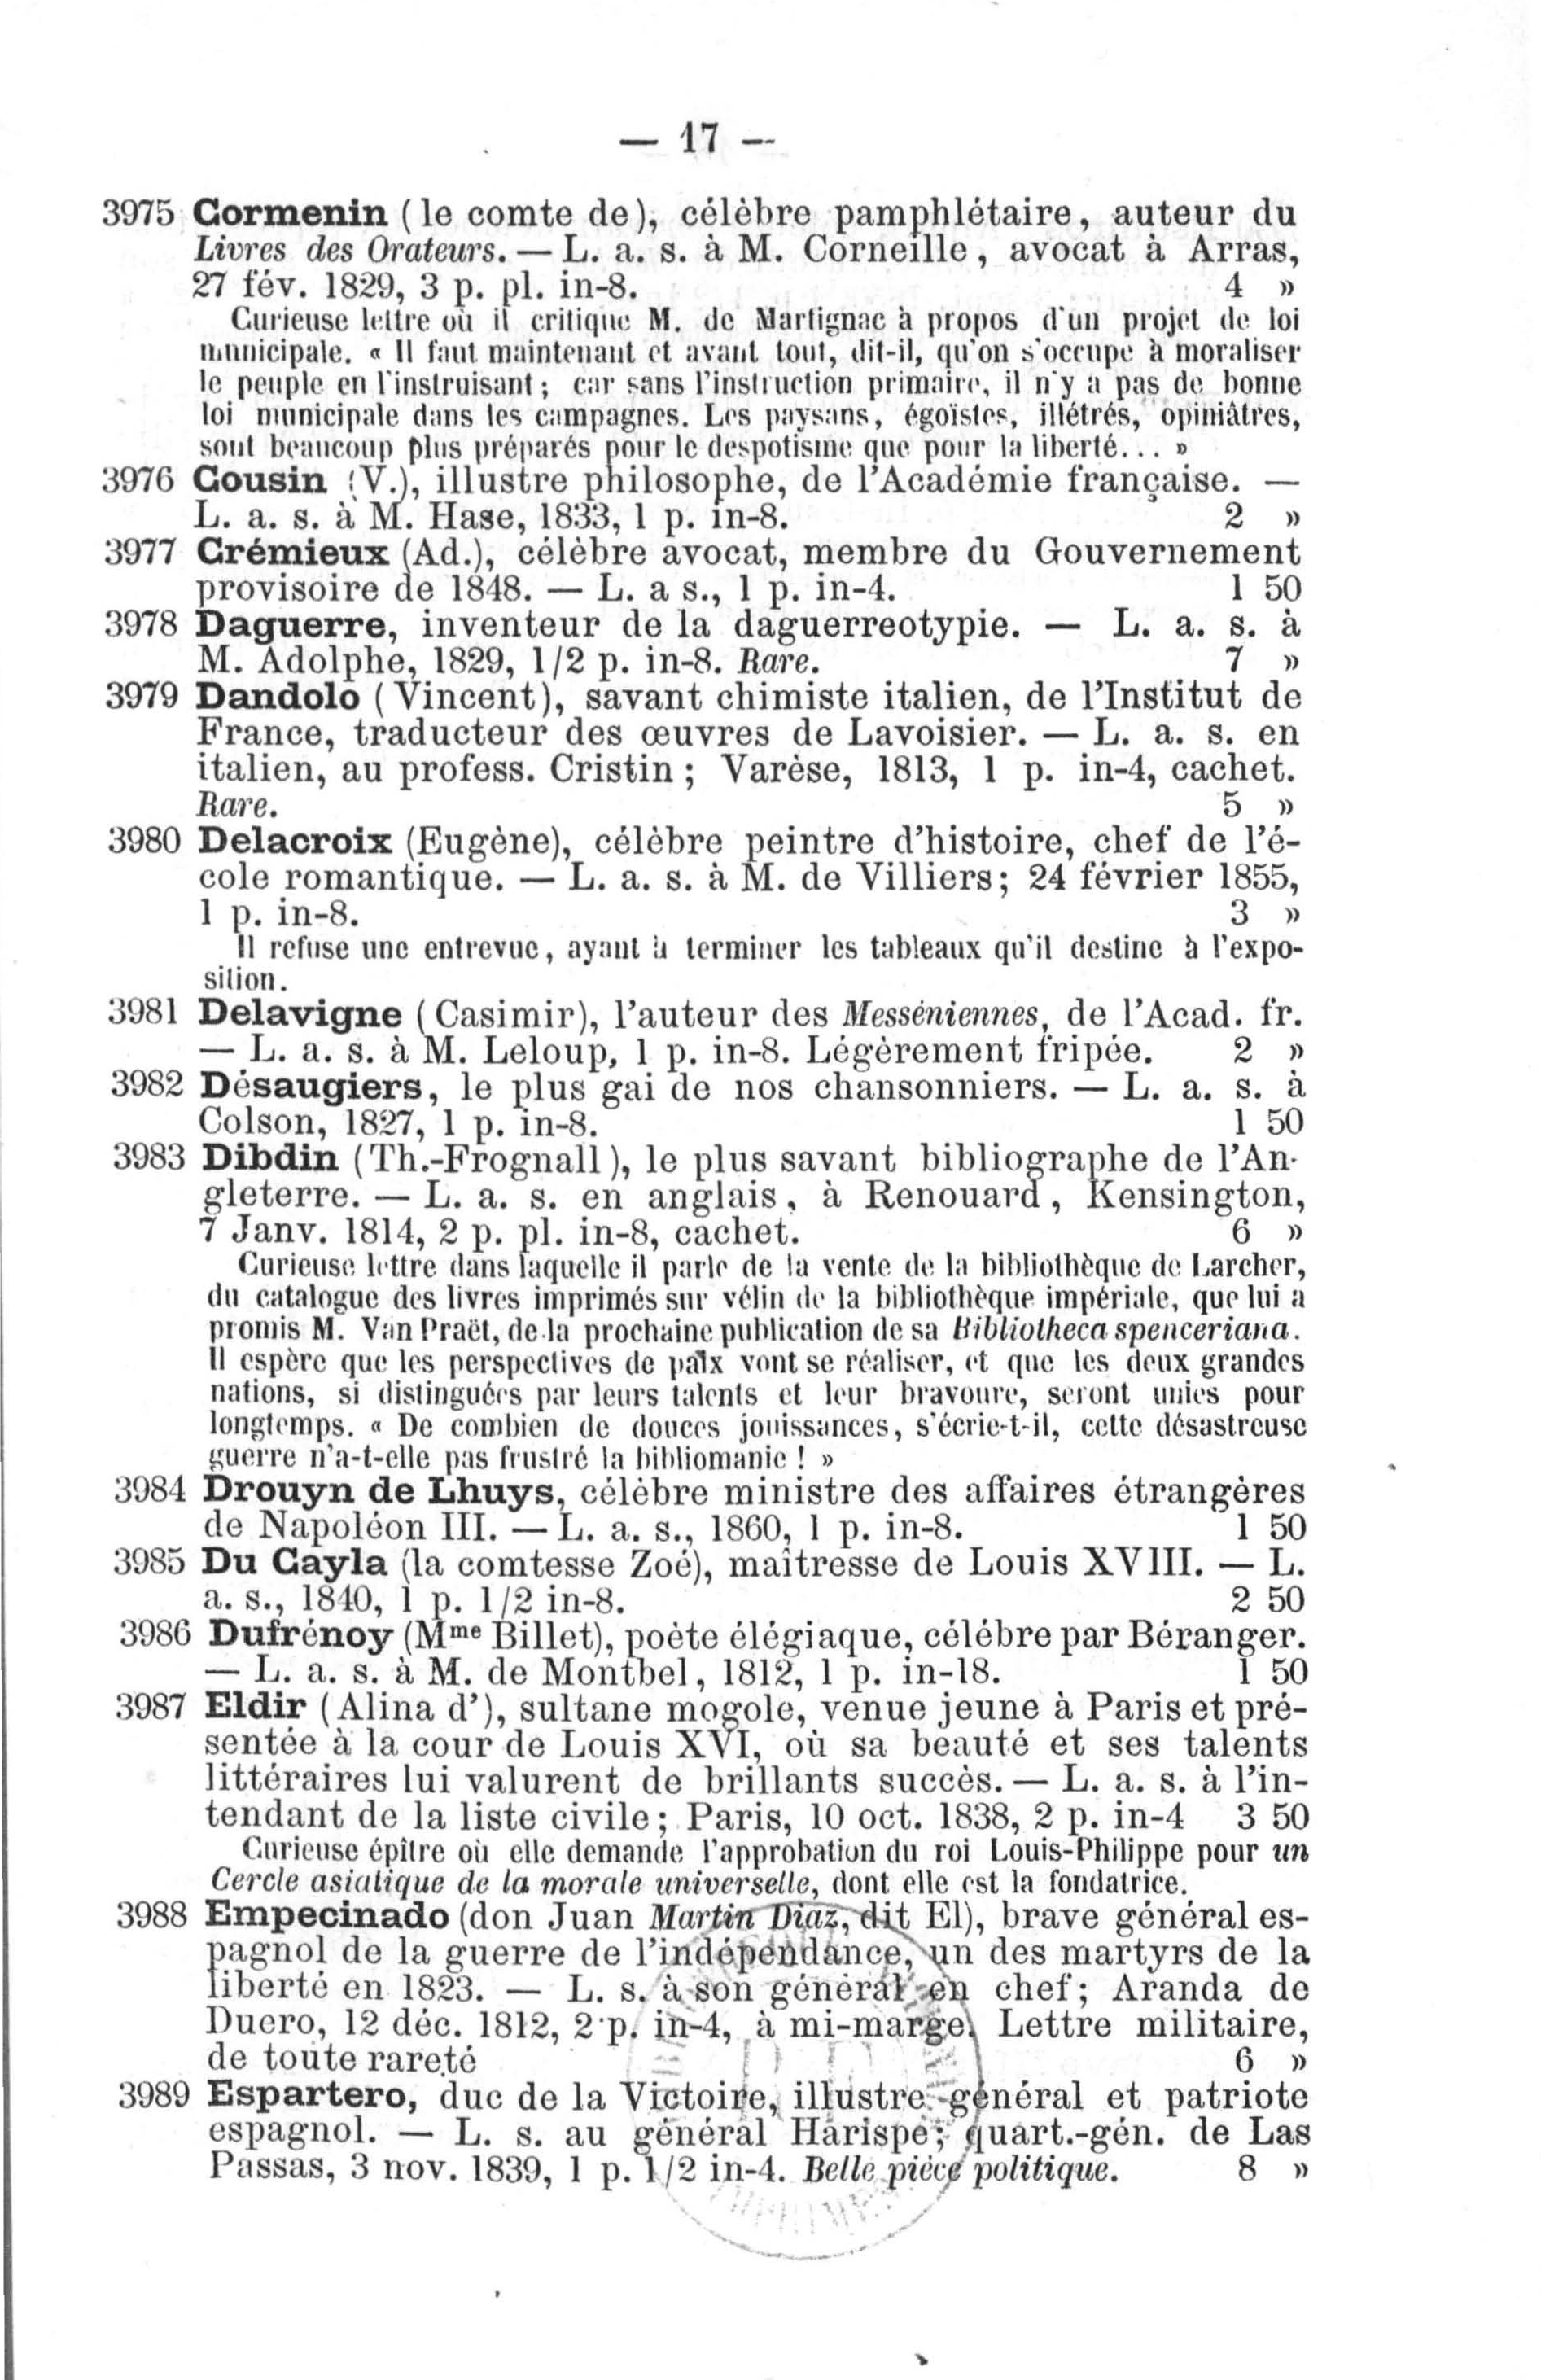 — 17 —
3975 Cormenin (le comte de), célèbre pamphlétaire, auteur du
Livres des Orateurs. — L. a. s. à M. Corneille, avocat à Arras,
27 fév. 1829, 3 p. pl. in-8. 4 »
Curieuse lettre où il critique M. de Martignac à propos d'un projet de loi
municipale. « Il faut maintenant et avant tout, dit-il, qu'on s'occupe à moraliser
le peuple en l'instruisant ; car sans l'instruction primaire, il n'y a pas de bonne
loi municipale dans les campagnes. Les paysans, égoïstes, illétrés, opiniâtres,
sont beaucoup plus préparés pour le despotisme que pour la liberté... »
3976 Cousin (V.), illustre philosophe, de l'Académie française. —
L. a. s. à M. Hase, 1833, 1 p. in-8. 2 »
3977 Crémieux (Ad.), célèbre avocat, membre du Gouvernement
provisoire de 1848. — L. a s., 1 p. in-4. 1 50
3978 Daguerre, inventeur de la daguerreotypie. — L. a. s. à
M. Adolphe, 1829, 1/2 p. in-8. Rare. 7 »
3979 Dandolo (Vincent), savant chimiste italien, de l'Institut de
France, traducteur des œuvres de Lavoisier. — L. a. s. en
italien, au profess. Cristin ; Varèse, 1813, 1 p. in-4, cachet.
Rare. 5 »
3980 Delacroix (Eugène), célèbre peintre d'histoire, chef de l'é-
cole romantique. — L. a. s. à M. de Villiers ; 24 février 1855,
1 p. in-8. 3 »
Il refuse une entrevue, ayant à terminer les tableaux qu'il destine à l'expo-
sition.
3981 Delavigne (Casimir), l'auteur des Messéniennes, de l'Acad. fr.
— L. a. s. à M. Leloup, 1 p. in-8. Légèrement fripée. 2 »
3982 Désaugiers, le plus gai de nos chansonniers. — L. a. s. à
Colson, 1827, 1 p. in-8. 1 50
3983 Dibdin (Th.-Frognall), le plus savant bibliographe de l'An-
gleterre. — L. a. s. en anglais, à Renouard, Kensington,
7 Janv. 1814, 2 p. pl. in-8, cachet. 6 »
Curieuse lettre dans laquelle il parle de la vente de la bibliothèque de Larcher,
du catalogue des livres imprimés sur vélin de la bibliothèque impériale, que lui a
promis M. Van Praët, de la prochaine publication de sa Bibliotheca spenceriana.
Il espère que les perspectives de paix vont se réaliser, et que les deux grandes
nations, si distinguées par leurs talents et leur bravoure, seront unies pour
longtemps. « De combien de douces jouissances, s'écrie-t-il, cette désastreuse
guerre n'a-t-elle pas frustré la bibliomanie ! »
3984 Drouyn de Lhuys, célèbre ministre des affaires étrangères
de Napoléon III. — L. a. s., 1860, 1 p. in-8. 1 50
3985 Du Cayla (la comtesse Zoé), maîtresse de Louis XVIII. — L.
a. s., 1840, 1 p. 1/2 in-8. 2 50
3986 Dufrénoy (Mme Billet), poète élégiaque, célébre par Béranger.
— L. a. s. à M. de Montbel, 1812, 1 p. in-18. 1 50
3987 Eldir (Alina d'), sultane mogole, venue jeune à Paris et pré-
sentée à la cour de Louis XVI, où sa beauté et ses talents
littéraires lui valurent de brillants succès. — L. a. s. à l'in-
tendant de la liste civile ; Paris, 10 oct. 1838, 2 p. in-4 3 50
Curieuse épître où elle demande l'approbation du roi Louis-Philippe pour un
Cercle asiatique de la morale universelle, dont elle est la fondatrice.
3988 Empecinado (don Juan Martin Diaz, dit El), brave général es-
pagnol de la guerre de l'indépendance, un des martyrs de la
liberté en 1823. — L. s. à son général en chef ; Aranda de
Duero, 12 déc. 1812, 2 p. in-4, à mi-marge. Lettre militaire,
de toute rareté 6 »
3989 Espartero, duc de la Victoire, illustre général et patriote
espagnol. — L. s. au général Harispe ; quart.-gén. de Las
Passas, 3 nov. 1839, 1 p. 1/2 in-4. Belle pièce politique. 8 »